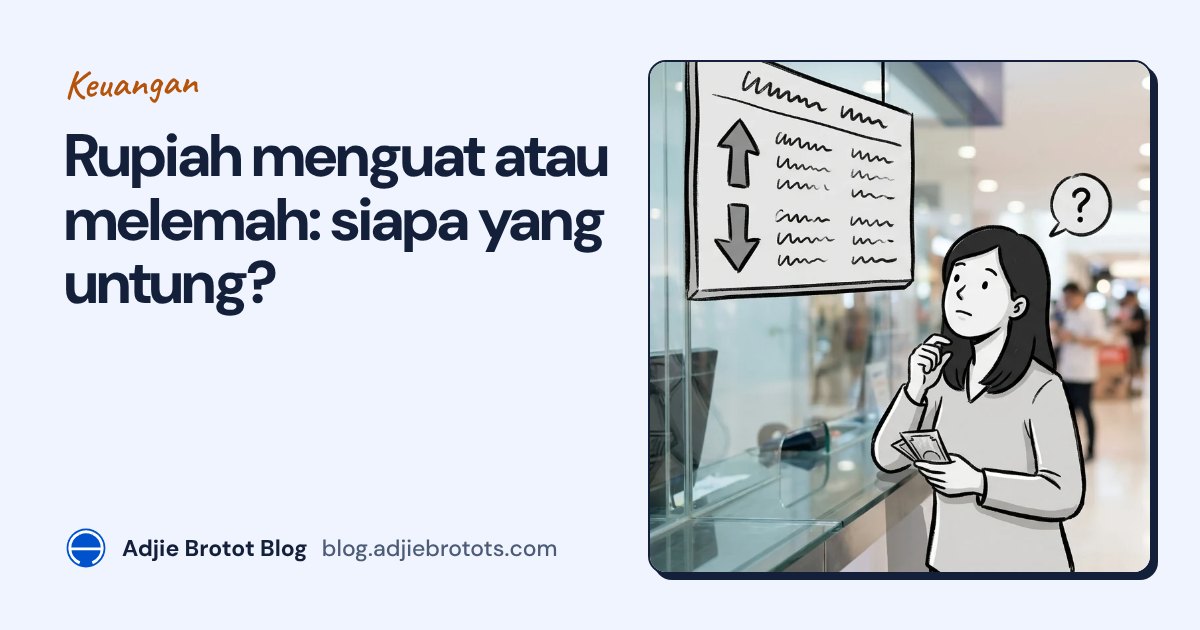 Keuangan
Rupiah menguat atau
melemah: siapa yang
untung?
?
Adjie Brotot Blog blog.adjiebrotots.com